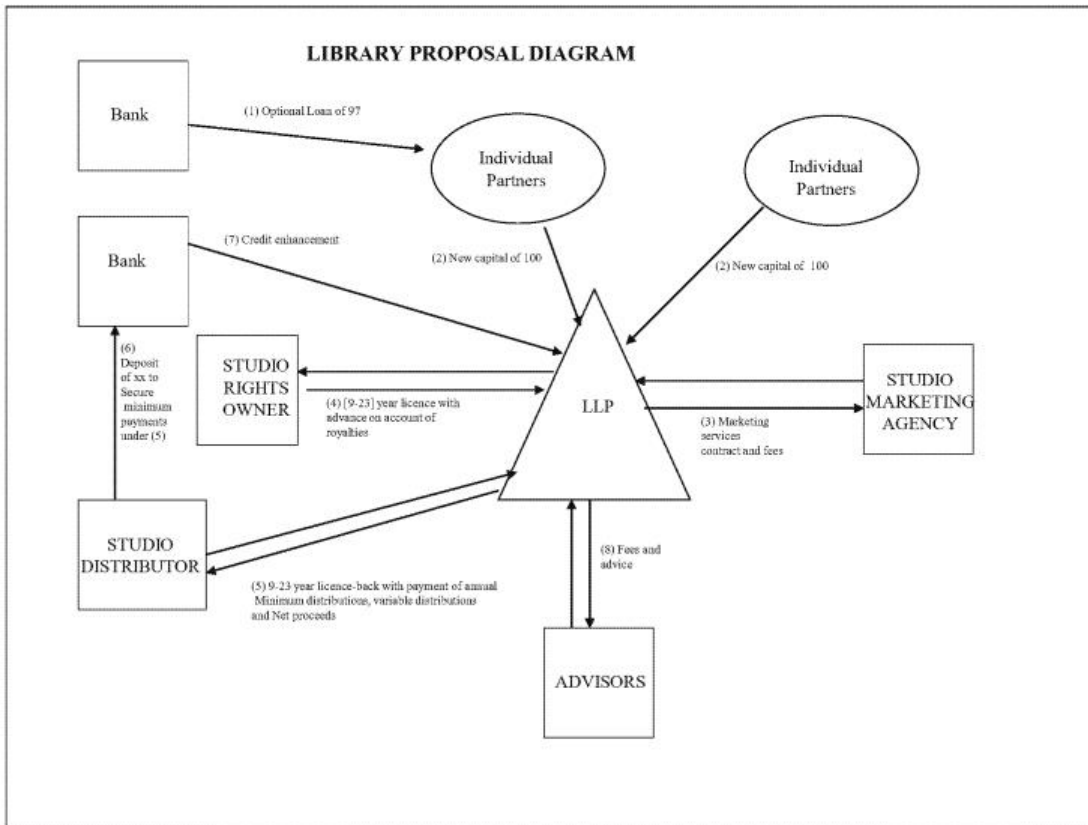 LIBRARY PROPOSAL DIAGRAM
Bank
(1) Optional Loan of 97
Individual
Partners
Individual
Partners
Bank
(7) Credit enhancement
(2) New capital of 100
(2) New capital of  100
(6)
Deposit
of xx to
Secure
minimum
payments
under (5)
STUDIO
RIGHTS
OWNER
(4) [9-23] year licence with
advance on account of
royalties
LLP
STUDIO
MARKETING
AGENCY
(3) Marketing
services
contract and fees
STUDIO
DISTRIBUTOR
(5) 9-23 year licence-back with payment of annual
Minimum distributions, variable distributions
and Net proceeds
(8) Fees and
advice
ADVISORS